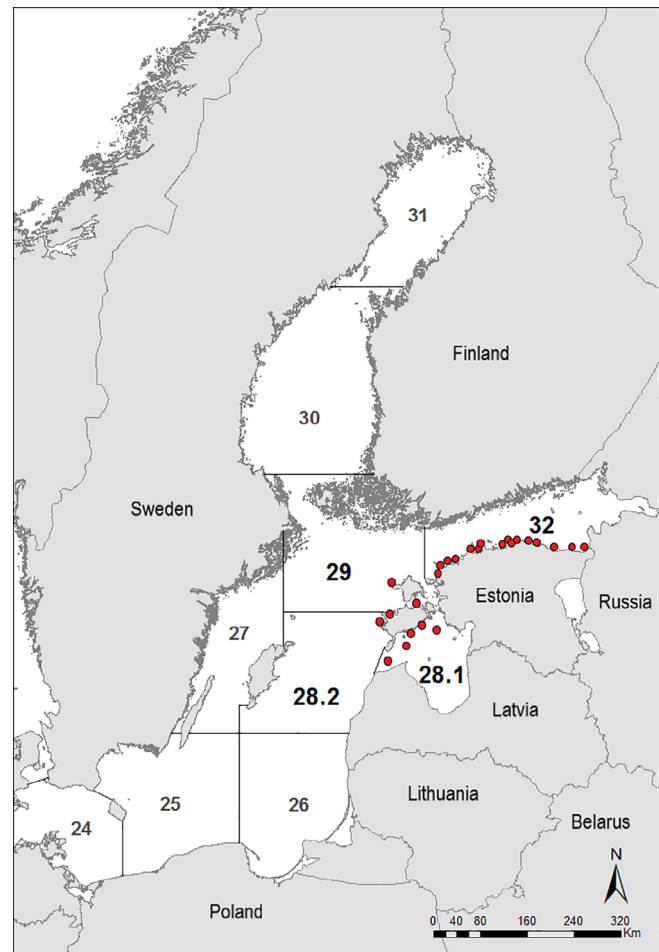 31
Finland
30
Sweden
32
29
Estonia
Russia
27
28.1
28.2
Latvia
Lithuania
25
26
24
Belarus
N
Poland
0 40 80 160 240 320
Km